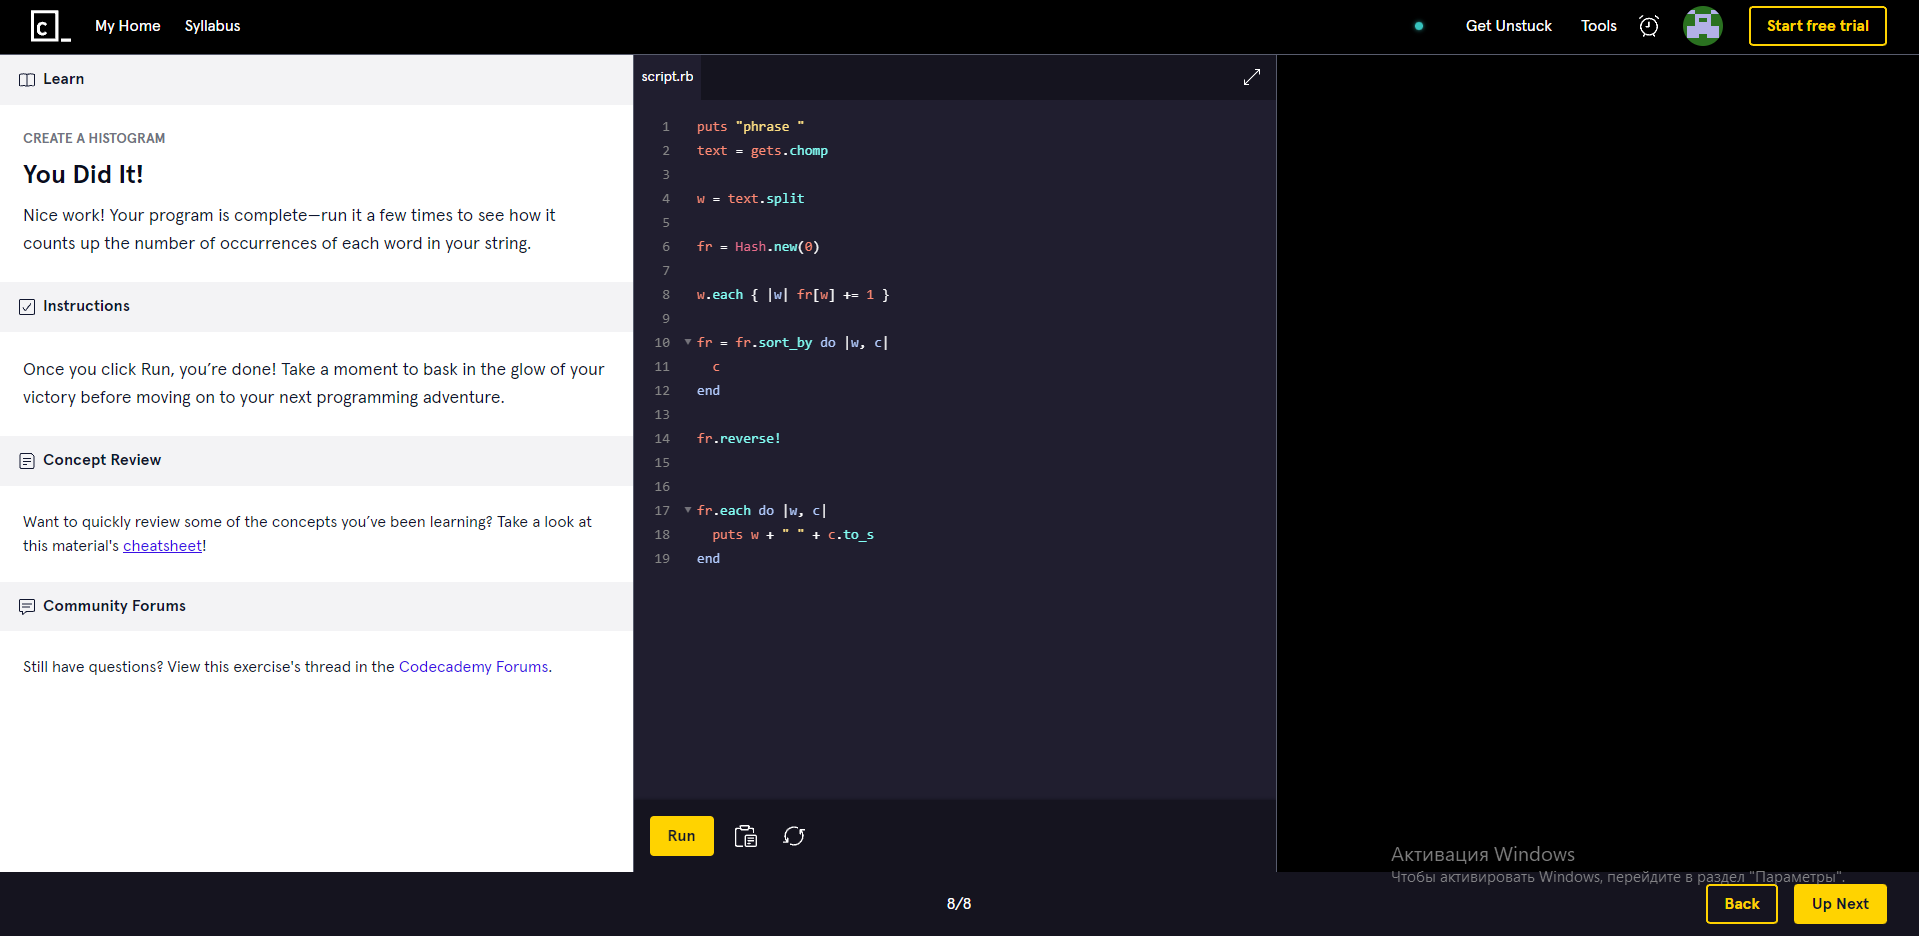 C_
My Home
Syllabus
Get Unstuck
Tools
Start free trial
Learn
CREATE A HISTOGRAM
You Did It!
Nice work! Your program is complete—run it a few times to see how it
counts up the number of occurrences of each word in your string.
Instructions
Once you click Run, you’re done! Take a moment to bask in the glow of your
victory before moving on to your next programming adventure.
Concept Review
Want to quickly review some of the concepts you’ve been learning? Take a look at
this material's cheatsheet!
Community Forums
Still have questions? View this exercise's thread in the Codecademy Forums.
script.rb
1 puts "phrase "
2 text = gets.chomp
3
4 w = text.split
5
6 fr = Hash.new(0)
7
8 w.each { |w| fr[w] += 1 }
9
10 fr = fr.sort_by do |w, c|
11 c
12 end
13
14 fr.reverse!
15
16
17 fr.each do |w, c|
18 puts w + " " + c.to_s
19 end
Run
Активация Windows
Чтобы активировать Windows, перейдите в раздел "Параметры".
8/8
Back
Up Next